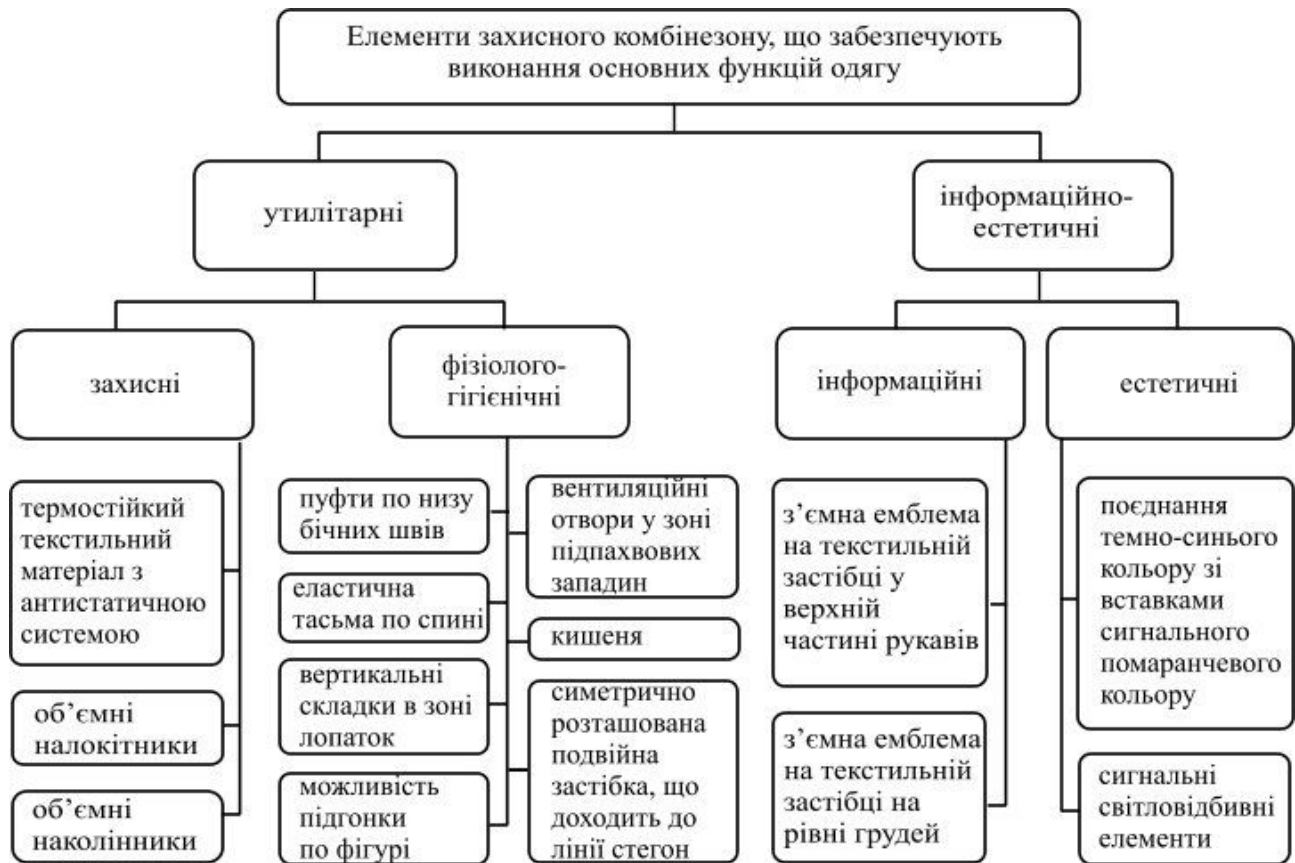 Елементи захисного комбінезону, що забезпечують
виконання основних функцій одягу
утилітарні
інформаційно-
естетичні
захисні
фізіолого-
гігієнічні
інформаційні
естетичні
термостійкий
текстильний
матеріал з
антистатичною
системою
об’ємні
налокітники
об’ємні
наколінники
пуфти по низу
бічних швів
еластична
тасьма по спині
вертикальні
складки в зоні
лопаток
можливість
підгонки
по фігурі
вентиляційні
отвори у зоні
підпахвових
западин
кишеня
симетрично
розташована
подвійна
застібка, що
доходить до
лінії стегон
з’ємна емблема
на текстильній
застібці у
верхній
частині рукавів
з’ємна емблема
на текстильній
застібці на
рівні грудей
поєднання
темно-синього
кольору зі
вставками
сигнального
помаранчевого
кольору
сигнальні
світловідбивні
елементи